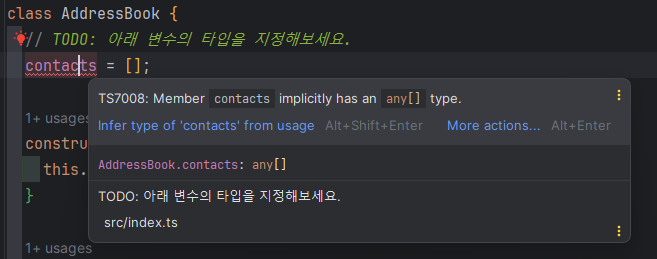 class AddressBook {
// TODO: 아래 변수의 타입을 지정해보세요.
contacts = [];
TS7008: Member contacts implicitly has an any[] type.
Infer type of 'contacts' from usage Alt+Shift+Enter More actions... Alt+Enter
1+ usages
constru
AddressBook.contacts: any[]
this.
TODO: 아래 변수의 타입을 지정해보세요.
}
src/index.ts
1+ usages